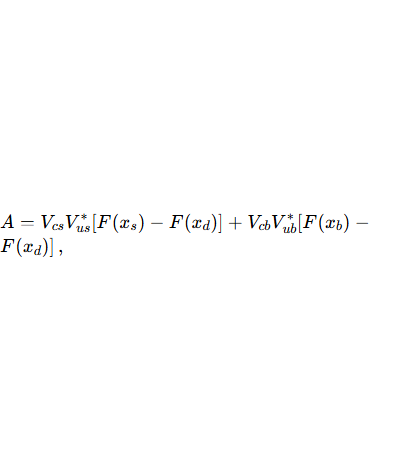 A = V_{cs}V_{us}^{*}[F(x_s) − F(x_d)] + V_{cb}V_{ub}^{*}[F(x_b) −
F(x_d)] ,